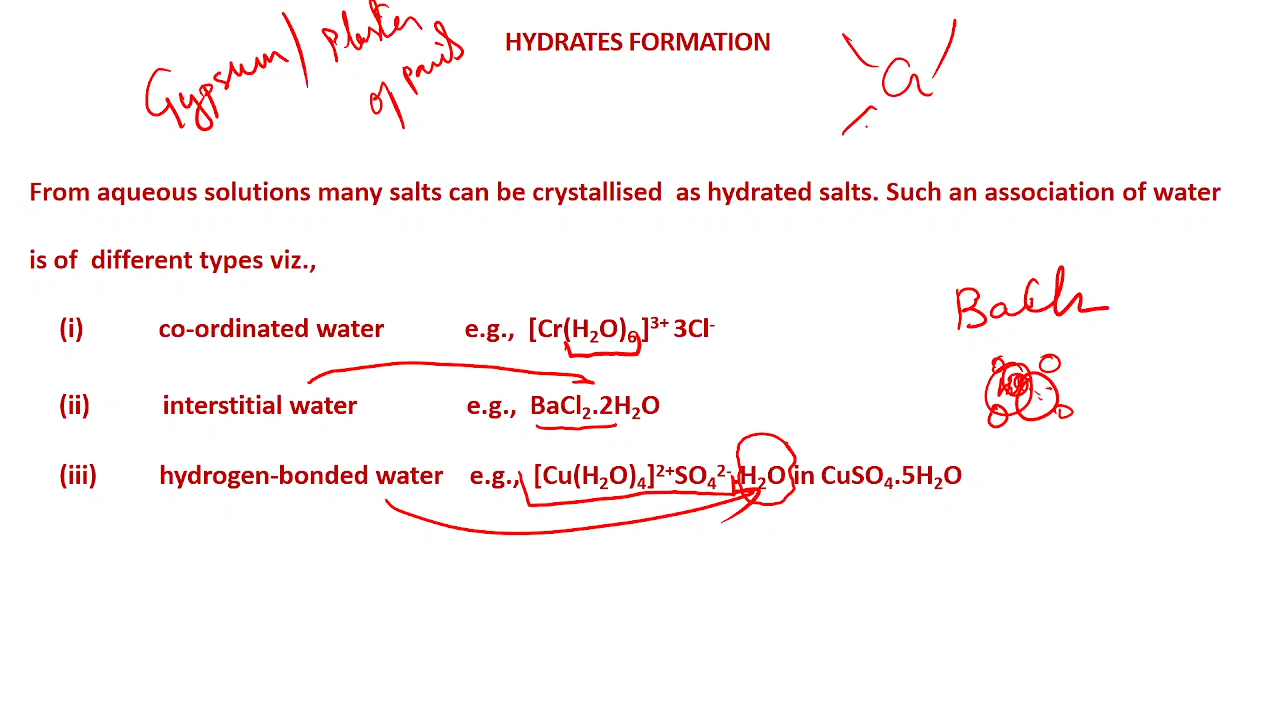 Gypsum / Plaster
of paris
HYDRATES FORMATION
Cr
From aqueous solutions many salts can be crystallised as hydrated salts. Such an association of water
is of different types viz.,
BaCl₂
(i) co-ordinated water e.g., [Cr(H₂O)₆]³⁺ 3Cl⁻
(ii) interstitial water e.g., BaCl₂.2H₂O
(iii) hydrogen-bonded water e.g., [Cu(H₂O)₄]²⁺SO₄²⁻ H₂O in CuSO₄.5H₂O